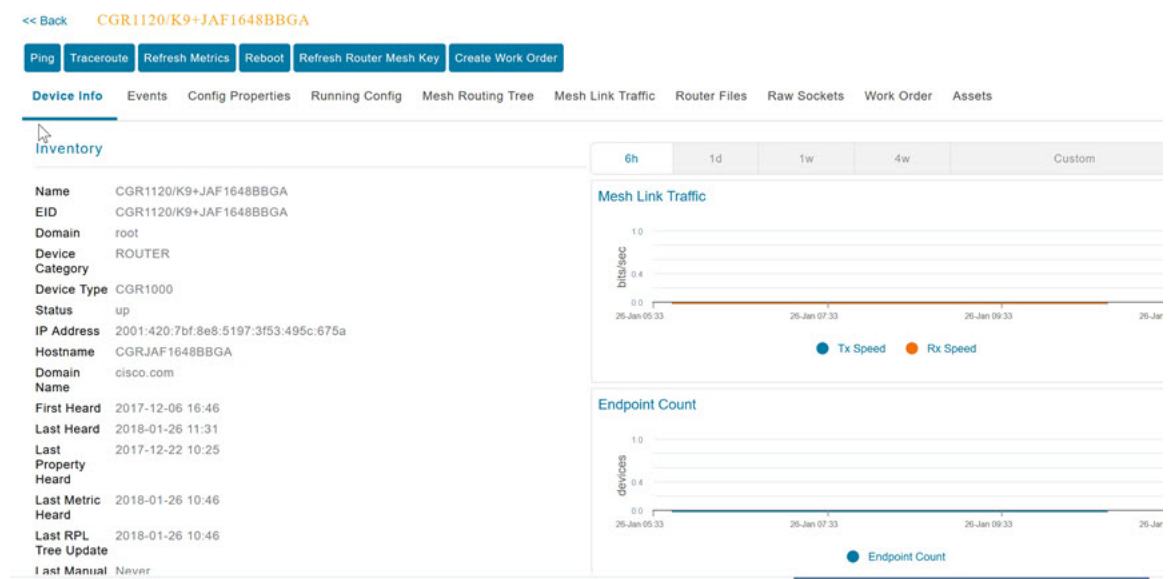 << Back CGR1120/K9+JAF1648BBGA
Ping Traceroute Refresh Metrics Reboot Refresh Router Mesh Key Create Work Order
Device Info Events Config Properties Running Config Mesh Routing Tree Mesh Link Traffic Router Files Raw Sockets Work Order Assets
Inventory
Name CGR1120/K9+JAF1648BBGA
EID CGR1120/K9+JAF1648BBGA
Domain root
Device ROUTER
Category
Device Type CGR1000
Status up
IP Address 2001:420:7bf:8e8:5197:3f53:495c:675a
Hostname CGRJAF1648BBGA
Domain cisco.com
Name
First Heard 2017-12-06 16:46
Last Heard 2018-01-26 11:31
Last 2017-12-22 10:25
Property
Heard
Last Metric 2018-01-26 10:46
Heard
Last RPL 2018-01-26 10:46
Tree Update
Last Manual Never
6h 1d 1w 4w Custom
Mesh Link Traffic
1.0
bits/sec
0.4
0.0
26-Jan 05:33 26-Jan 07:33 26-Jan 09:33 26-Jan
Tx Speed Rx Speed
Endpoint Count
1.0
devices
0.4
0.0
26-Jan 05:33 26-Jan 07:33 26-Jan 09:33 26-Jan
Endpoint Count